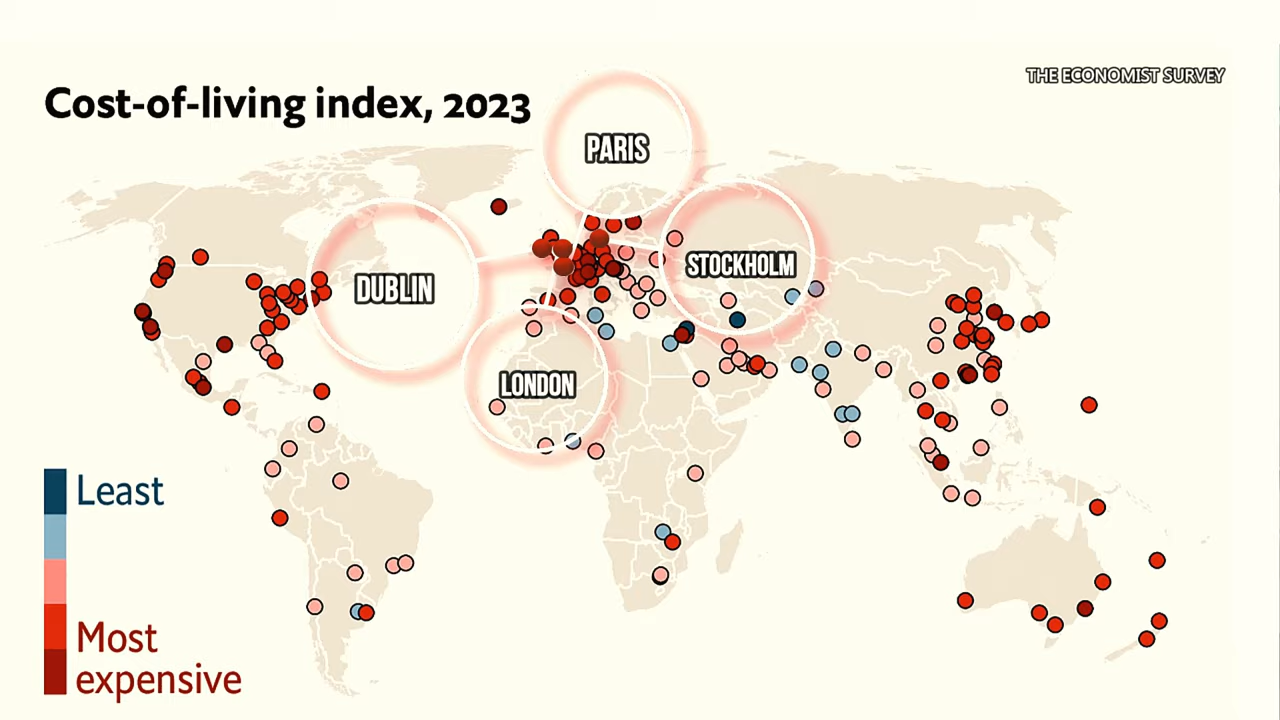 THE ECONOMIST SURVEY
Cost-of-living index, 2023
PARIS
STOCKHOLM
DUBLIN
LONDON
Least
Most
expensive